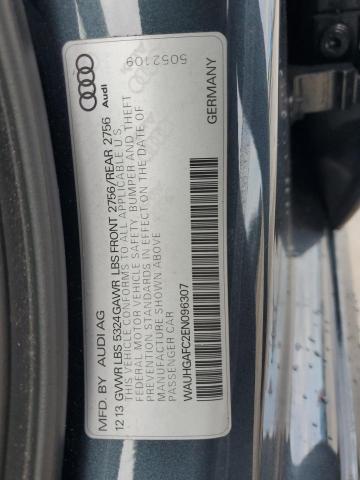 Audi
5052109
MFD. BY AUDI AG
GERMANY
12 13 GVWR LBS 5324 GAWR LBS FRONT 2756/REAR 2756
THIS VEHICLE CONFORMS TO ALL APPLICABLE U.S.
FEDERAL MOTOR VEHICLE SAFETY, BUMPER AND THEFT
PREVENTION STANDARDS IN EFFECT ON THE DATE OF
MANUFACTURE SHOWN ABOVE
PASSENGER CAR
WAUHGAFC2EN096307